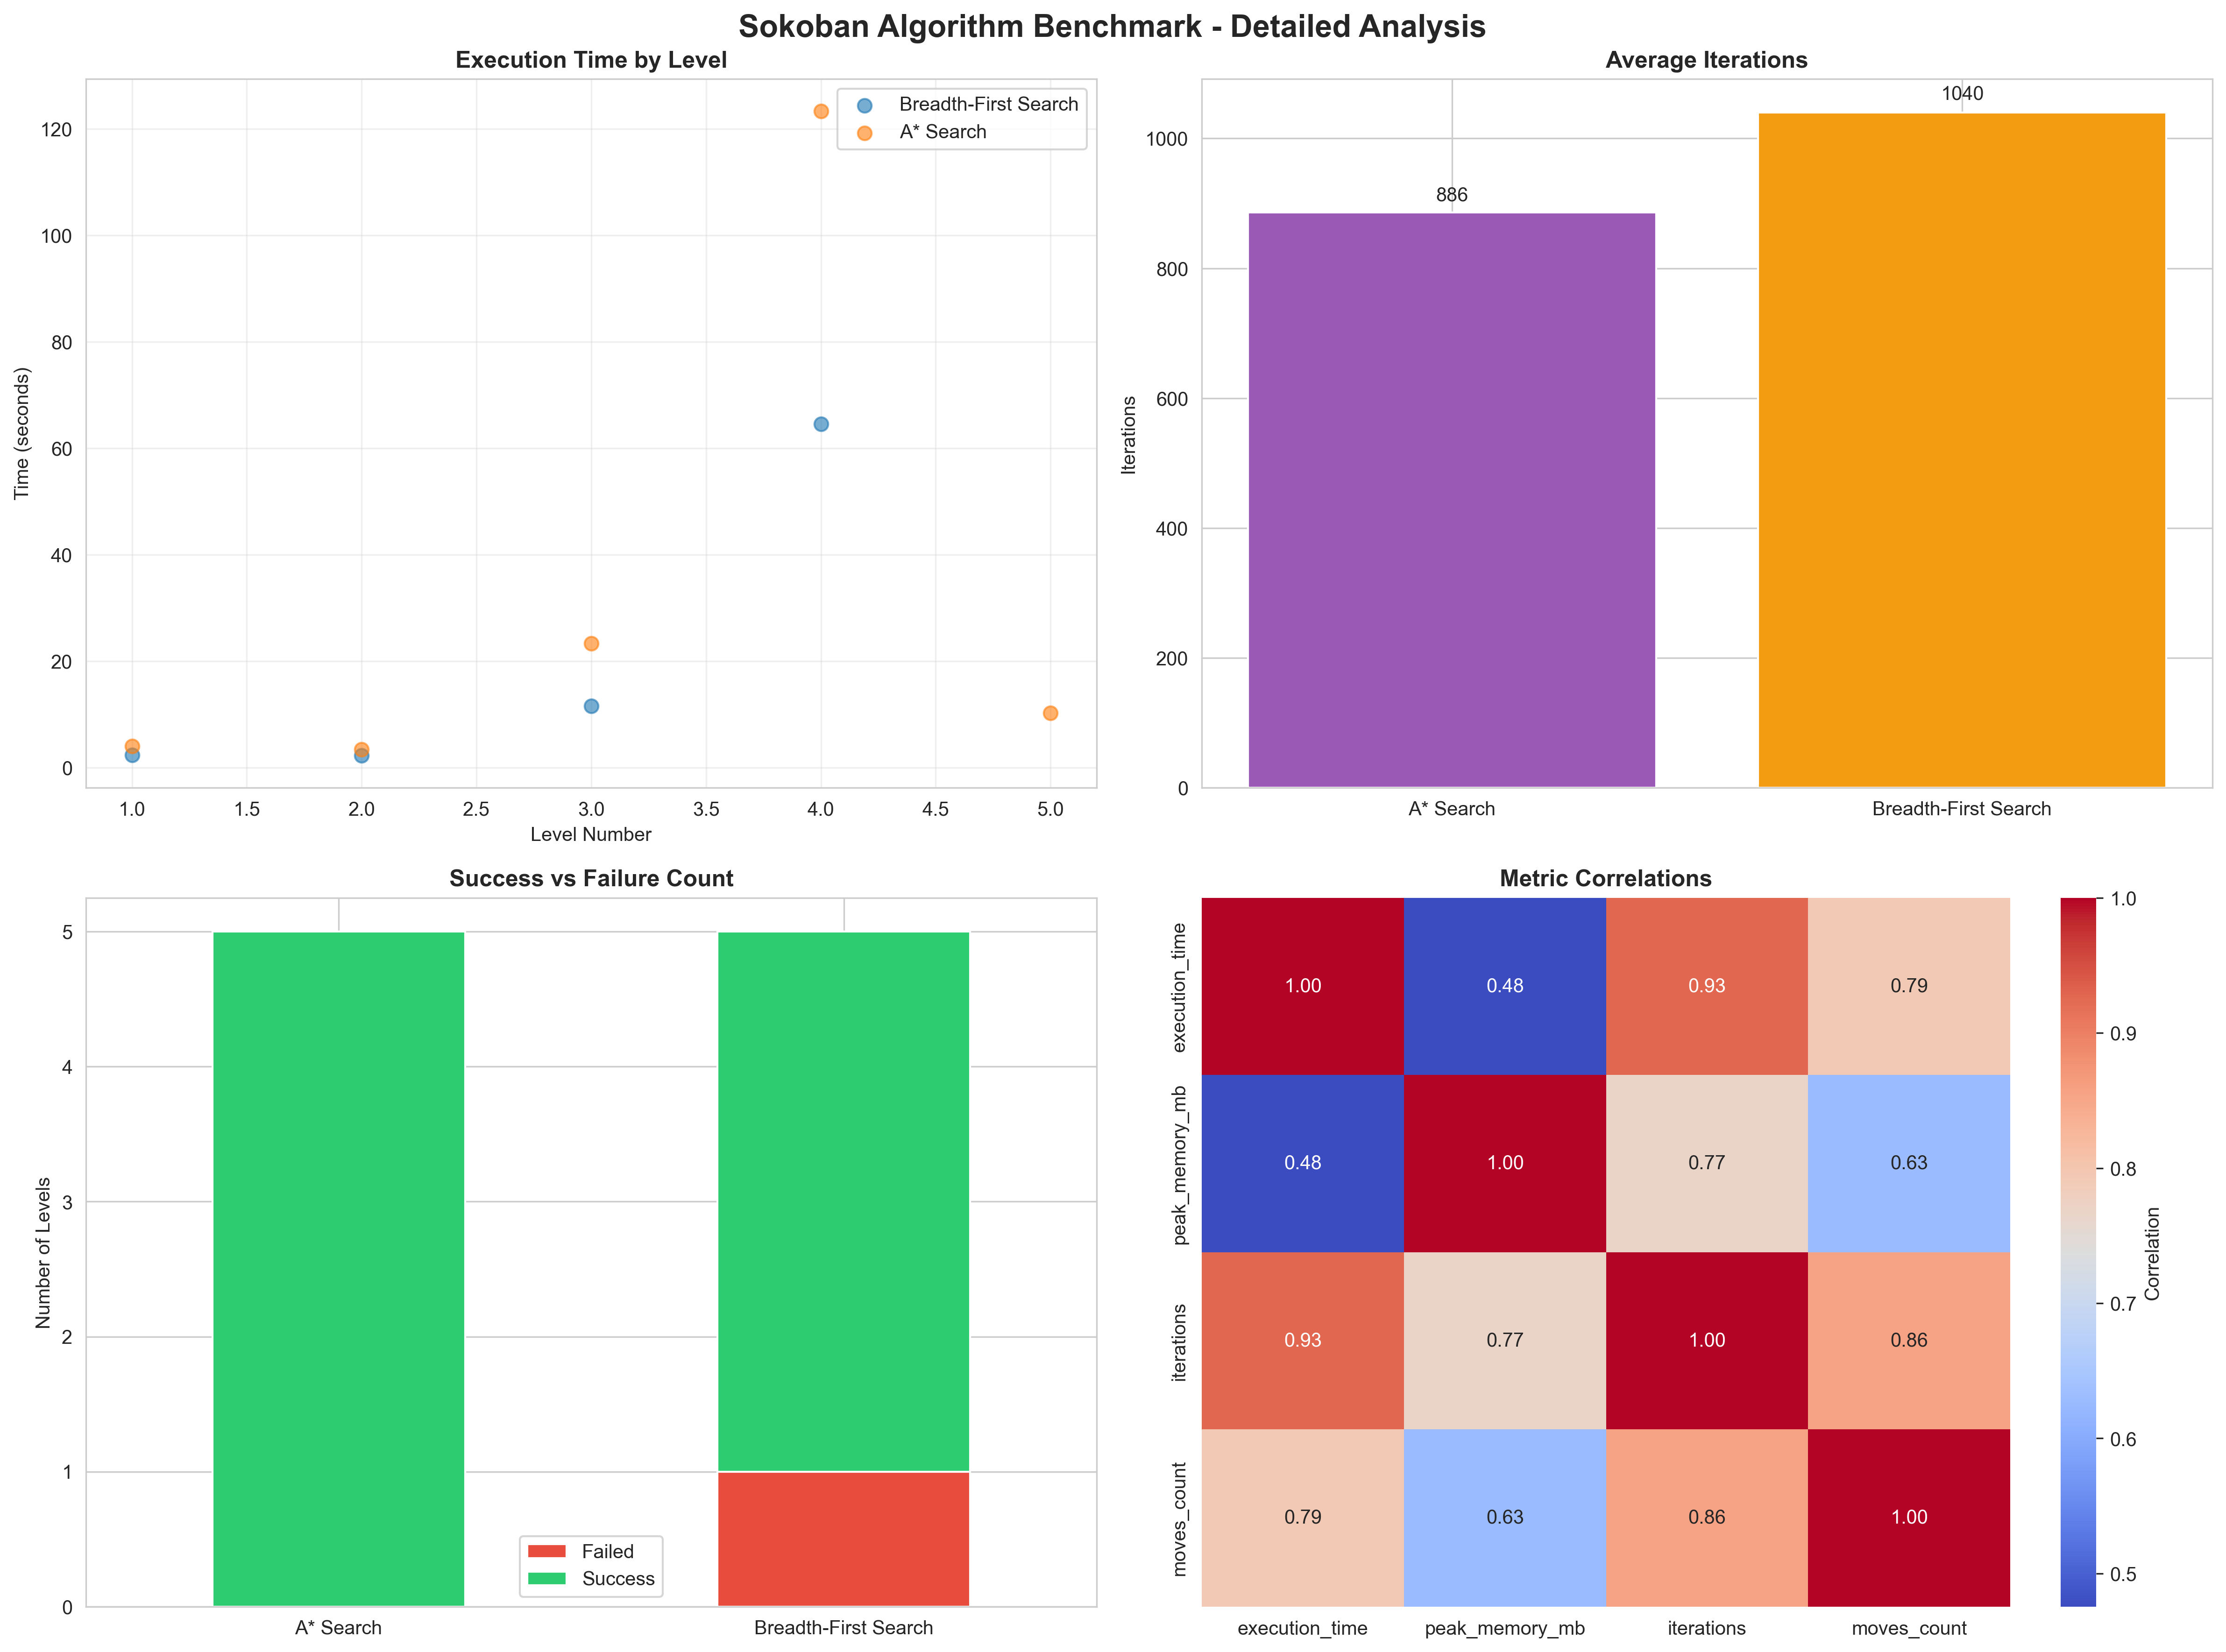 Sokoban Algorithm Benchmark - Detailed Analysis
Execution Time by Level
Time (seconds)
120
100
80
60
40
20
0
1.0 1.5 2.0 2.5 3.0 3.5 4.0 4.5 5.0
Level Number
Breadth-First Search
A* Search
Average Iterations
Iterations
1000
800
600
400
200
0
886
1040
A* Search Breadth-First Search
Success vs Failure Count
Number of Levels
5
4
3
2
1
0
Failed
Success
A* Search Breadth-First Search
Metric Correlations
execution_time
1.00 0.48 0.93 0.79
peak_memory_mb
0.48 1.00 0.77 0.63
iterations
0.93 0.77 1.00 0.86
moves_count
0.79 0.63 0.86 1.00
execution_time peak_memory_mb iterations moves_count
1.0
0.9
0.8
0.7
0.6
0.5
Correlation